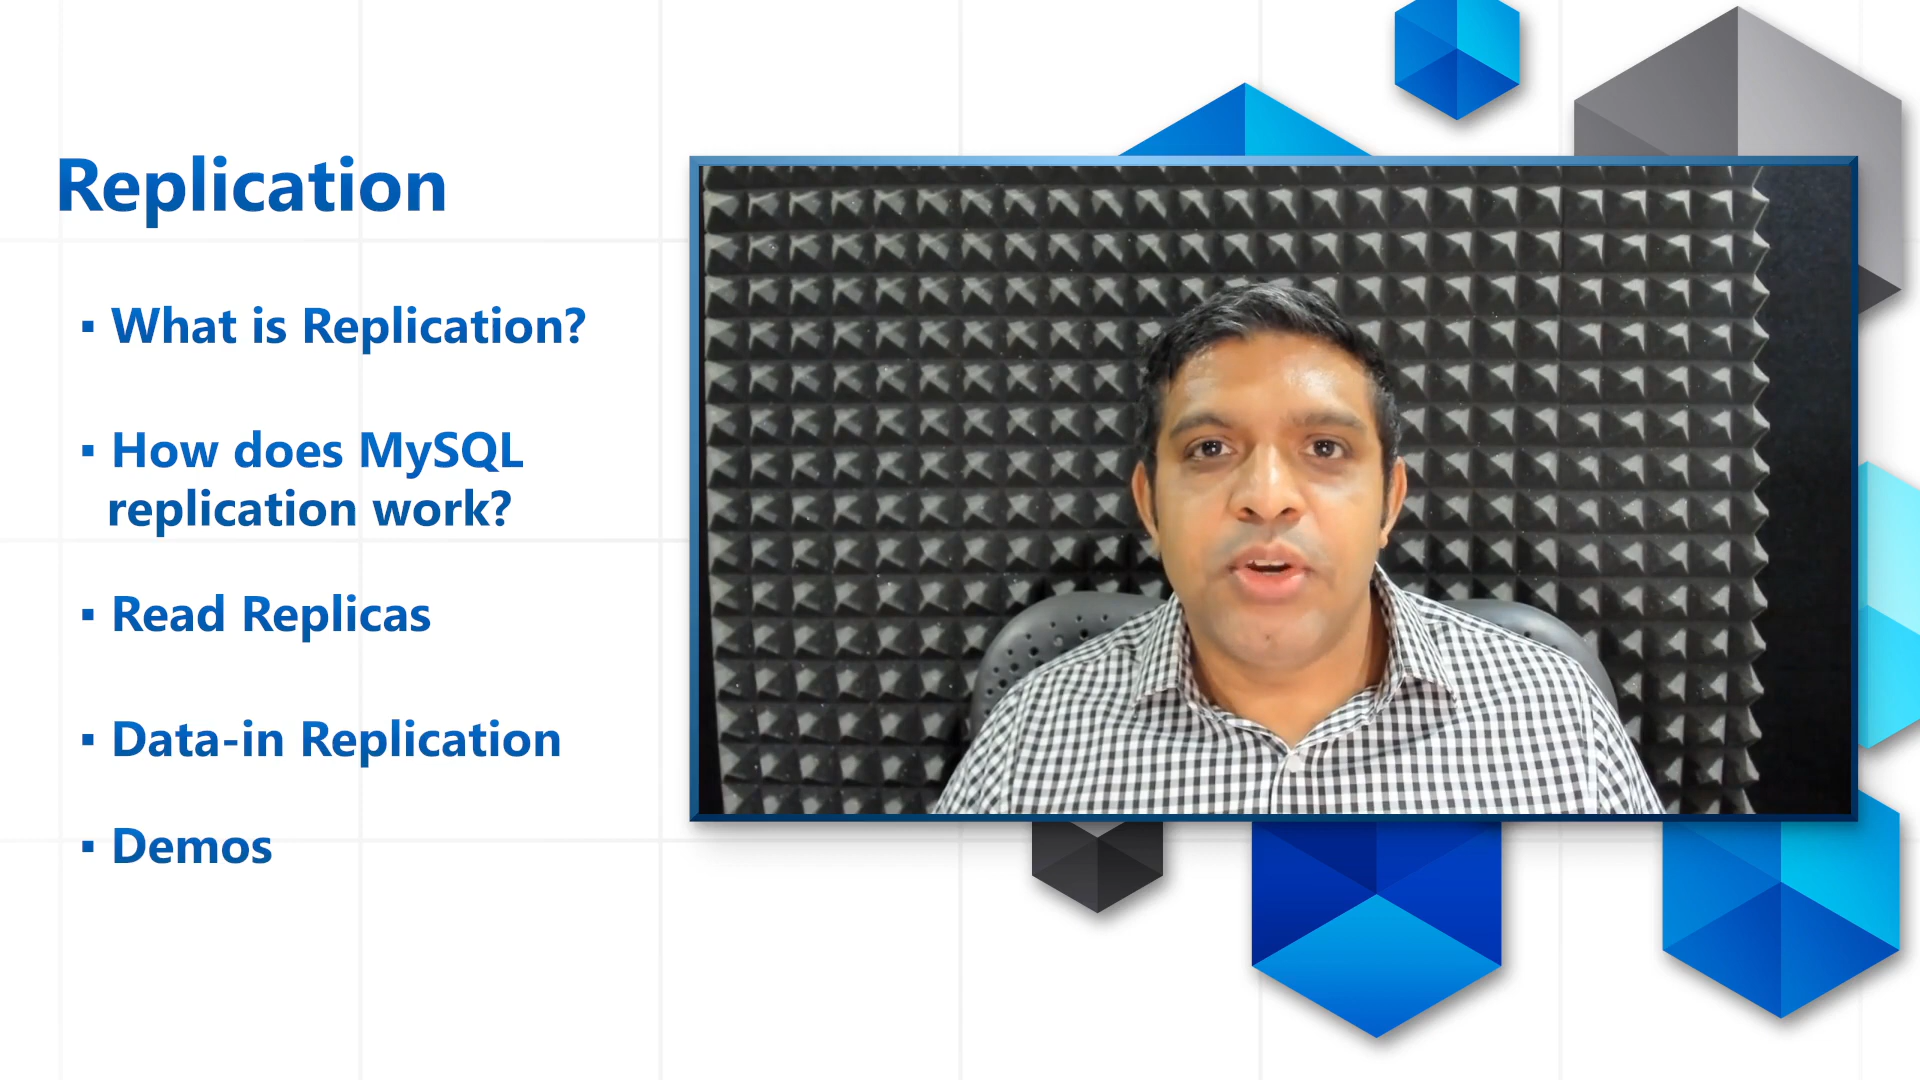 Replication
▪ What is Replication?
▪ How does MySQL
replication work?
▪ Read Replicas
▪ Data-in Replication
▪ Demos